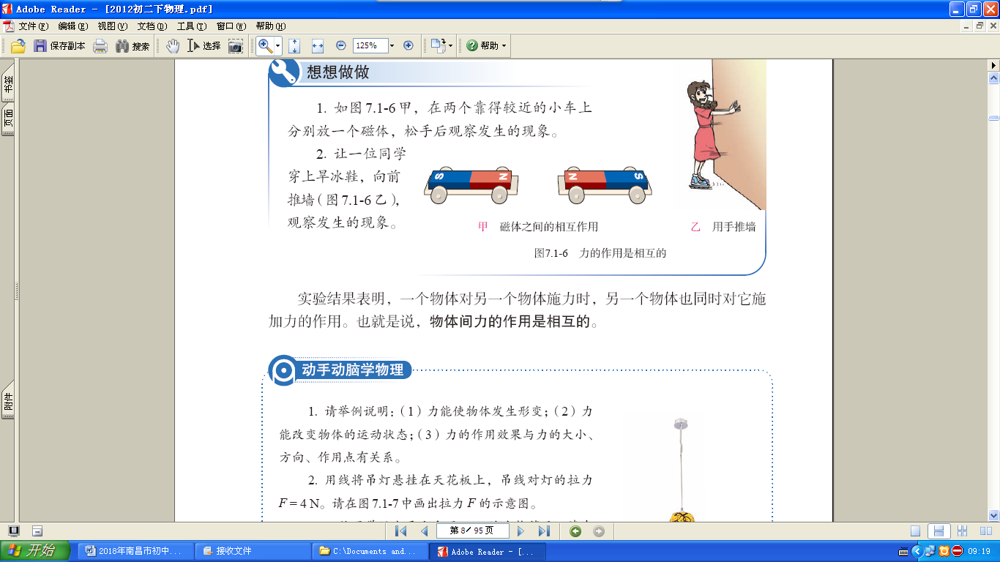 Adobe Reader - [2012初二下物理.pdf]
文件(F) 编辑(E) 视图(V) 文档(D) 工具(T) 窗口(W) 帮助(H)
保存副本 搜索 选择 125% 帮助
书签
页面
附件
想想做做
1. 如图 7.1-6 甲，在两个靠得较近的小车上
分别放一个磁体，松手后观察发生的现象。
2. 让一位同学
穿上旱冰鞋，向前
推墙（图 7.1-6 乙），
观察发生的现象。
S N N S
甲 磁体之间的相互作用
乙 用手推墙
图7.1-6 力的作用是相互的
实验结果表明，一个物体对另一个物体施力时，另一个物体也同时对它施
加力的作用。也就是说，物体间力的作用是相互的。
动手动脑学物理
1. 请举例说明：（1）力能使物体发生形变；（2）力
能改变物体的运动状态；（3）力的作用效果与力的大小、
方向、作用点有关系。
2. 用线将吊灯悬挂在天花板上，吊线对灯的拉力
F = 4 N。请在图 7.1-7 中画出拉力 F 的示意图。
第 8 / 95 页
开始 2018年南昌市初中... 接收文件 C:\Documents and... Adobe Reader - [... 09:19